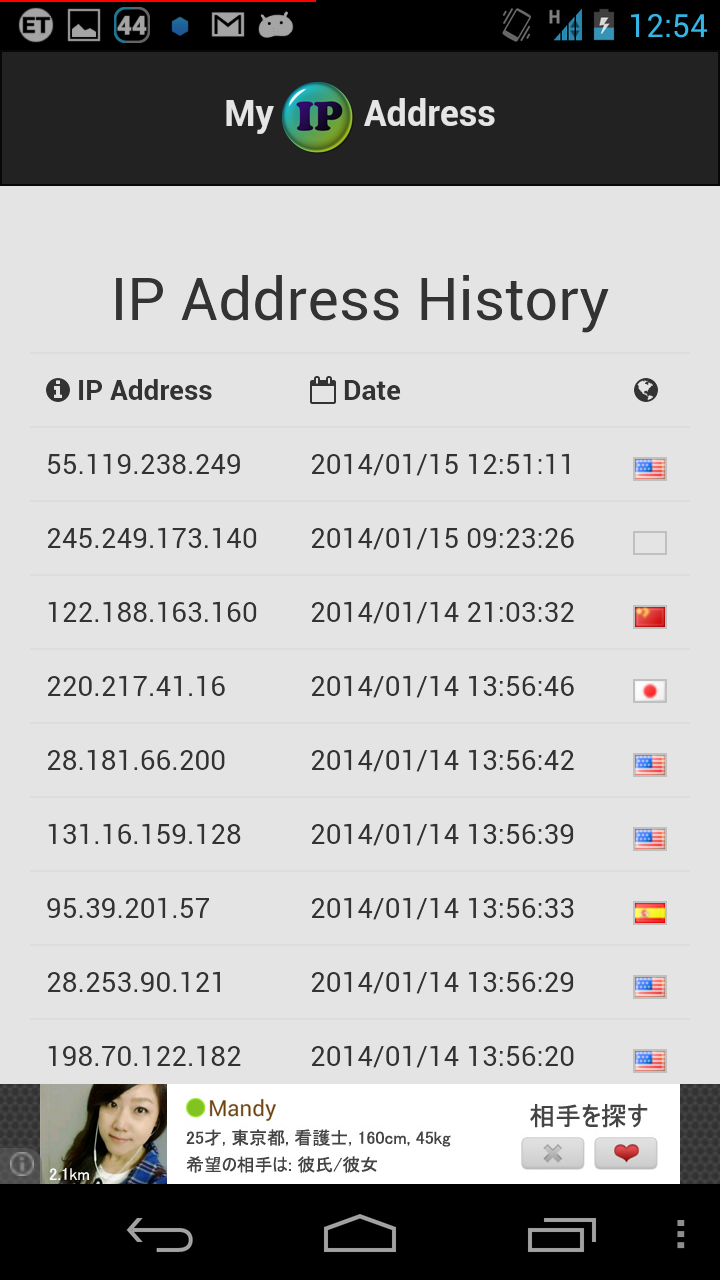 ET 44 H 12:54
My IP Address
IP Address History
IP Address Date
55.119.238.249 2014/01/15 12:51:11
245.249.173.140 2014/01/15 09:23:26
122.188.163.160 2014/01/14 21:03:32
220.217.41.16 2014/01/14 13:56:46
28.181.66.200 2014/01/14 13:56:42
131.16.159.128 2014/01/14 13:56:39
95.39.201.57 2014/01/14 13:56:33
28.253.90.121 2014/01/14 13:56:29
198.70.122.182 2014/01/14 13:56:20
Mandy
25才, 東京都, 看護士, 160cm, 45kg
希望の相手は: 彼氏/彼女
2.1km
相手を探す